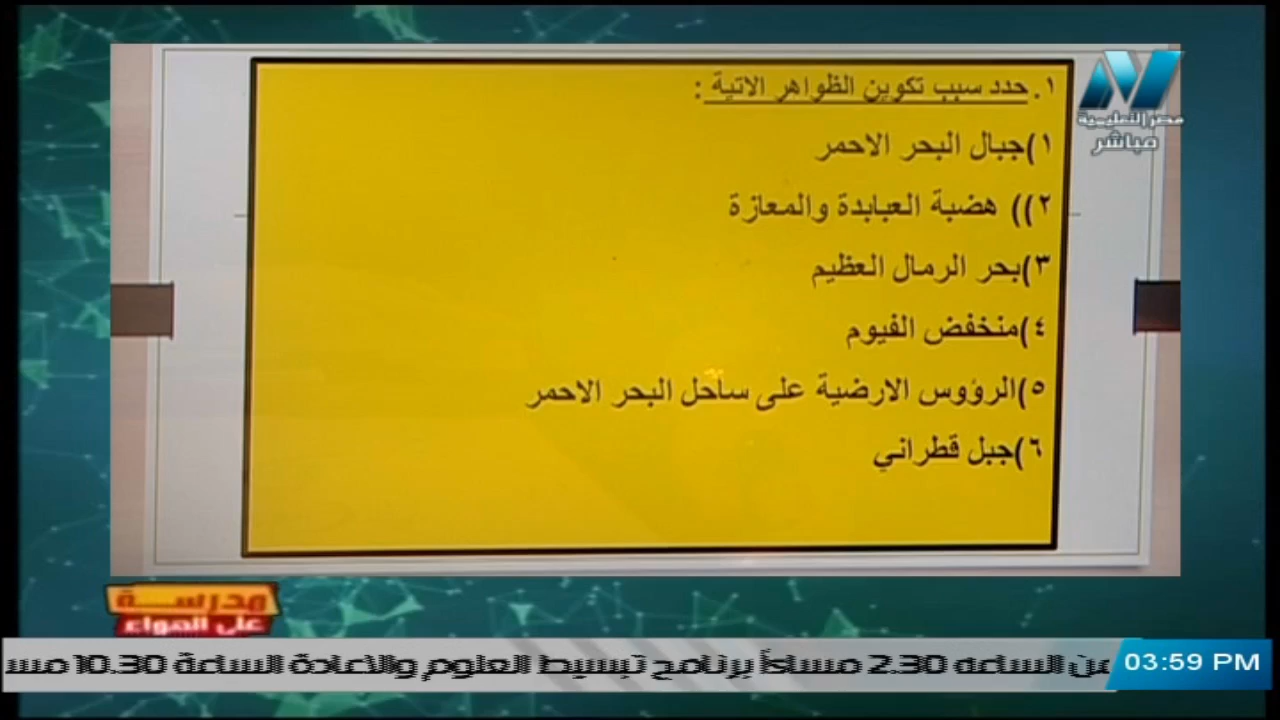 ١. حدد سبب تكوين الظواهر الاتية :
١)جبال البحر الاحمر
٢)) هضبة العبابدة والمعازة
٣)بحر الرمال العظيم
٤)منخفض الفيوم
٥)الرؤوس الارضية على ساحل البحر الاحمر
٦)جبل قطراني
مصر التعليمية
مباشر
مدرسة
على الهواء
من الساعه 2.30 مساءاً برنامج تبسيط العلوم والاعادة الساعة 10.30
03:59 PM